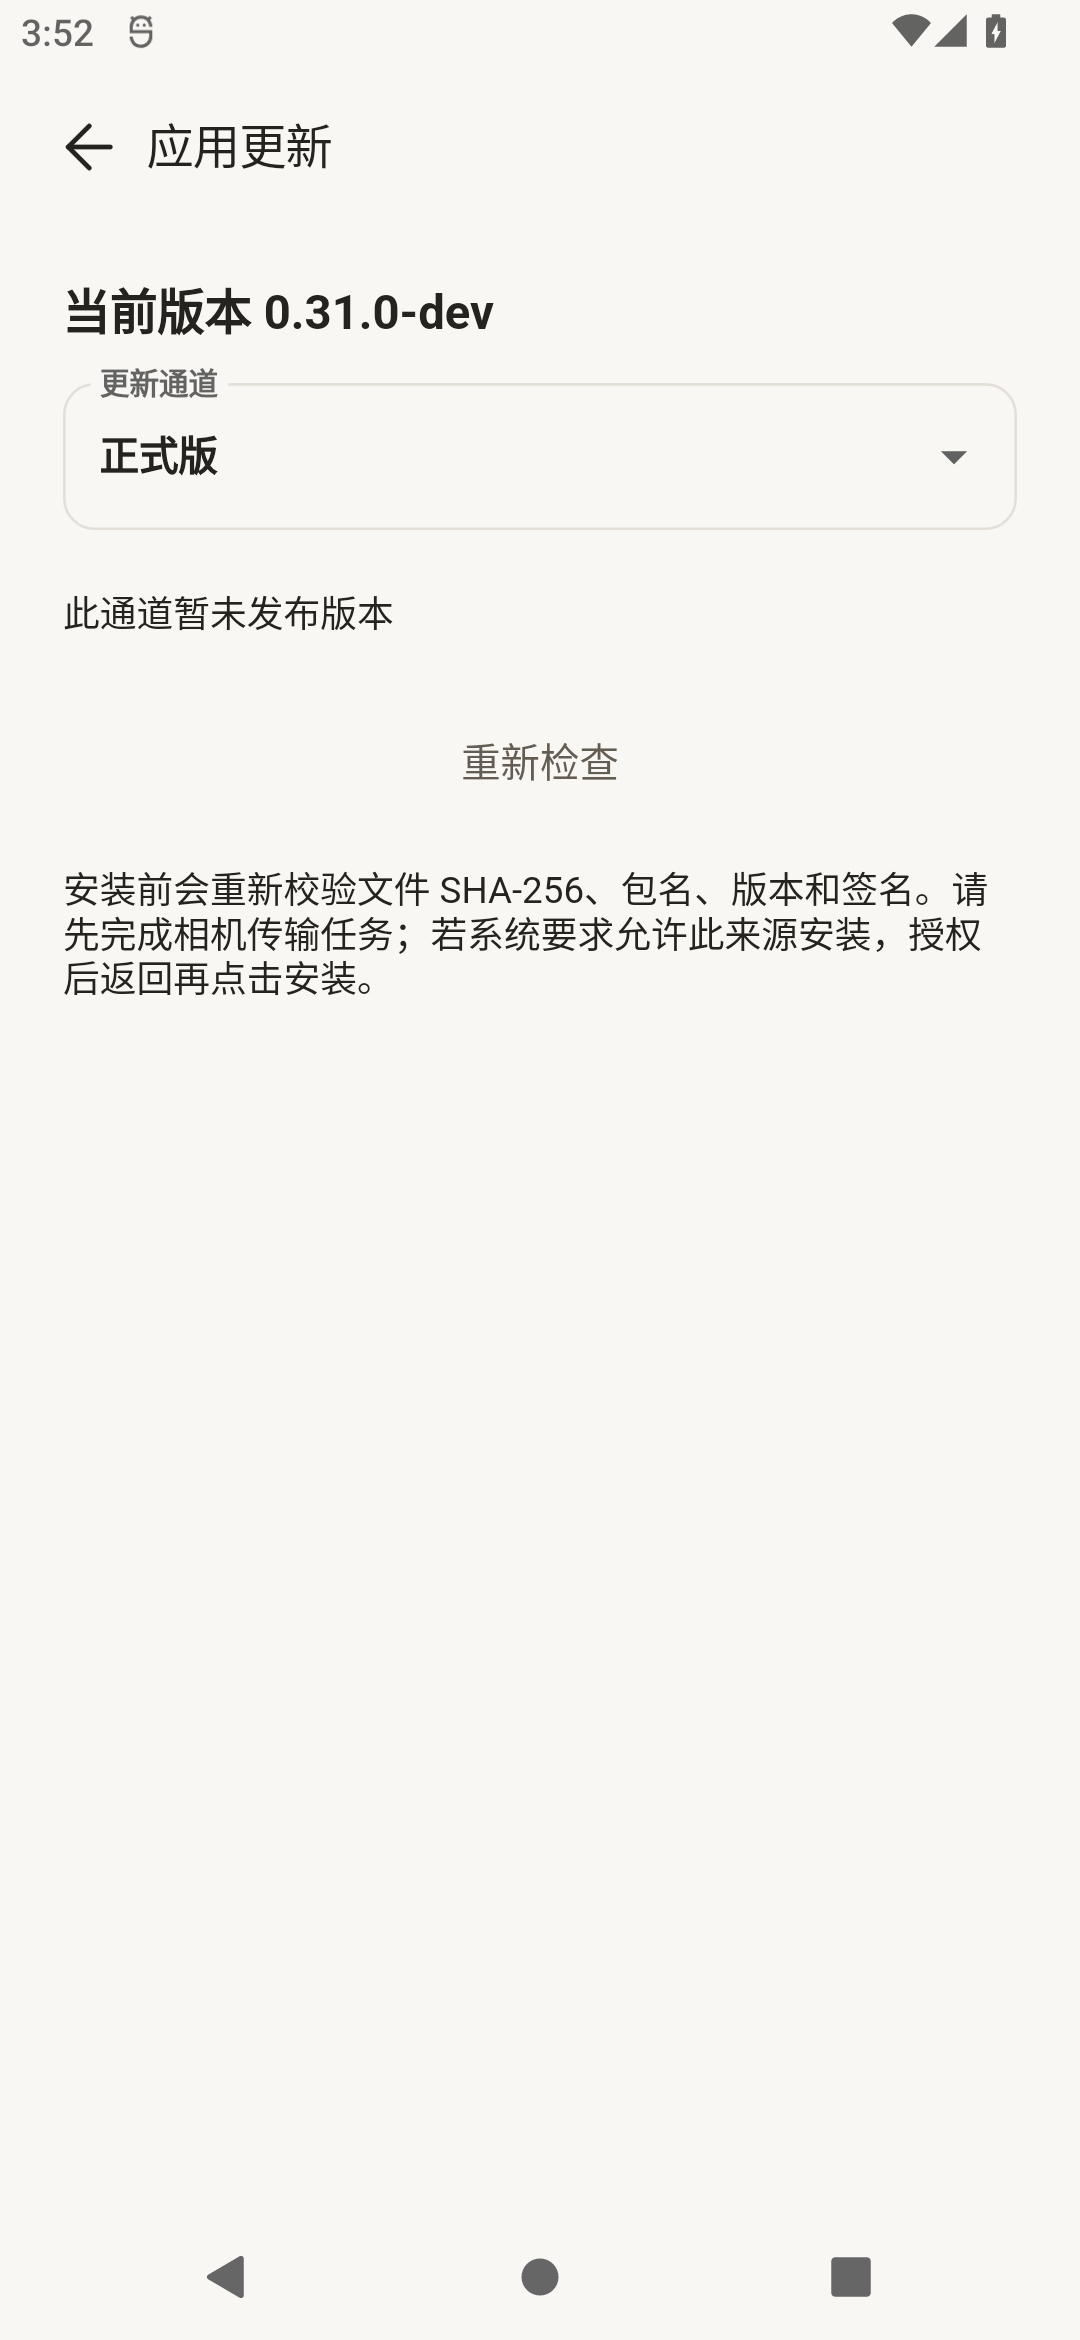 3:52
应用更新
当前版本 0.31.0-dev
更新通道
正式版
此通道暂未发布版本
重新检查
安装前会重新校验文件 SHA-256、包名、版本和签名。请
先完成相机传输任务；若系统要求允许此来源安装，授权
后返回再点击安装。